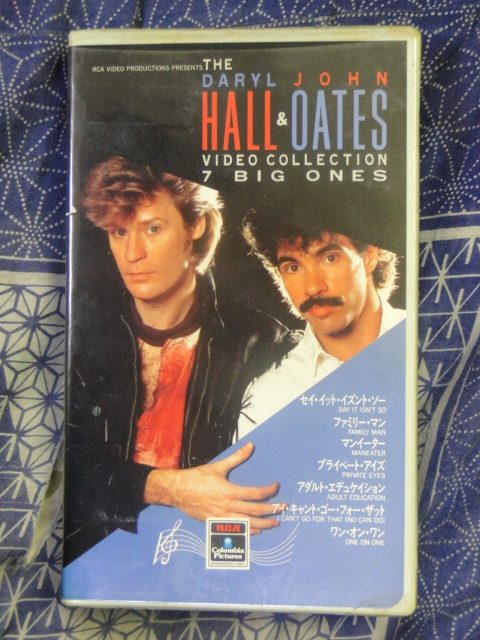 RCA VIDEO PRODUCTIONS PRESENTS THE
DARYL JOHN
HALL & OATES
VIDEO COLLECTION
7 BIG ONES
セイ・イット・イズント・ソー
SAY IT ISN'T SO
ファミリー・マン
FAMILY MAN
マンイーター
MANEATER
プライベート・アイズ
PRIVATE EYES
アダルト・エデュケイション
ADULT EDUCATION
アイ・キャント・ゴー・フォー・ザット
I CAN'T GO FOR THAT (NO CAN DO)
ワン・オン・ワン
ONE ON ONE
RCA
Columbia
Pictures
INTERNATIONAL VIDEO